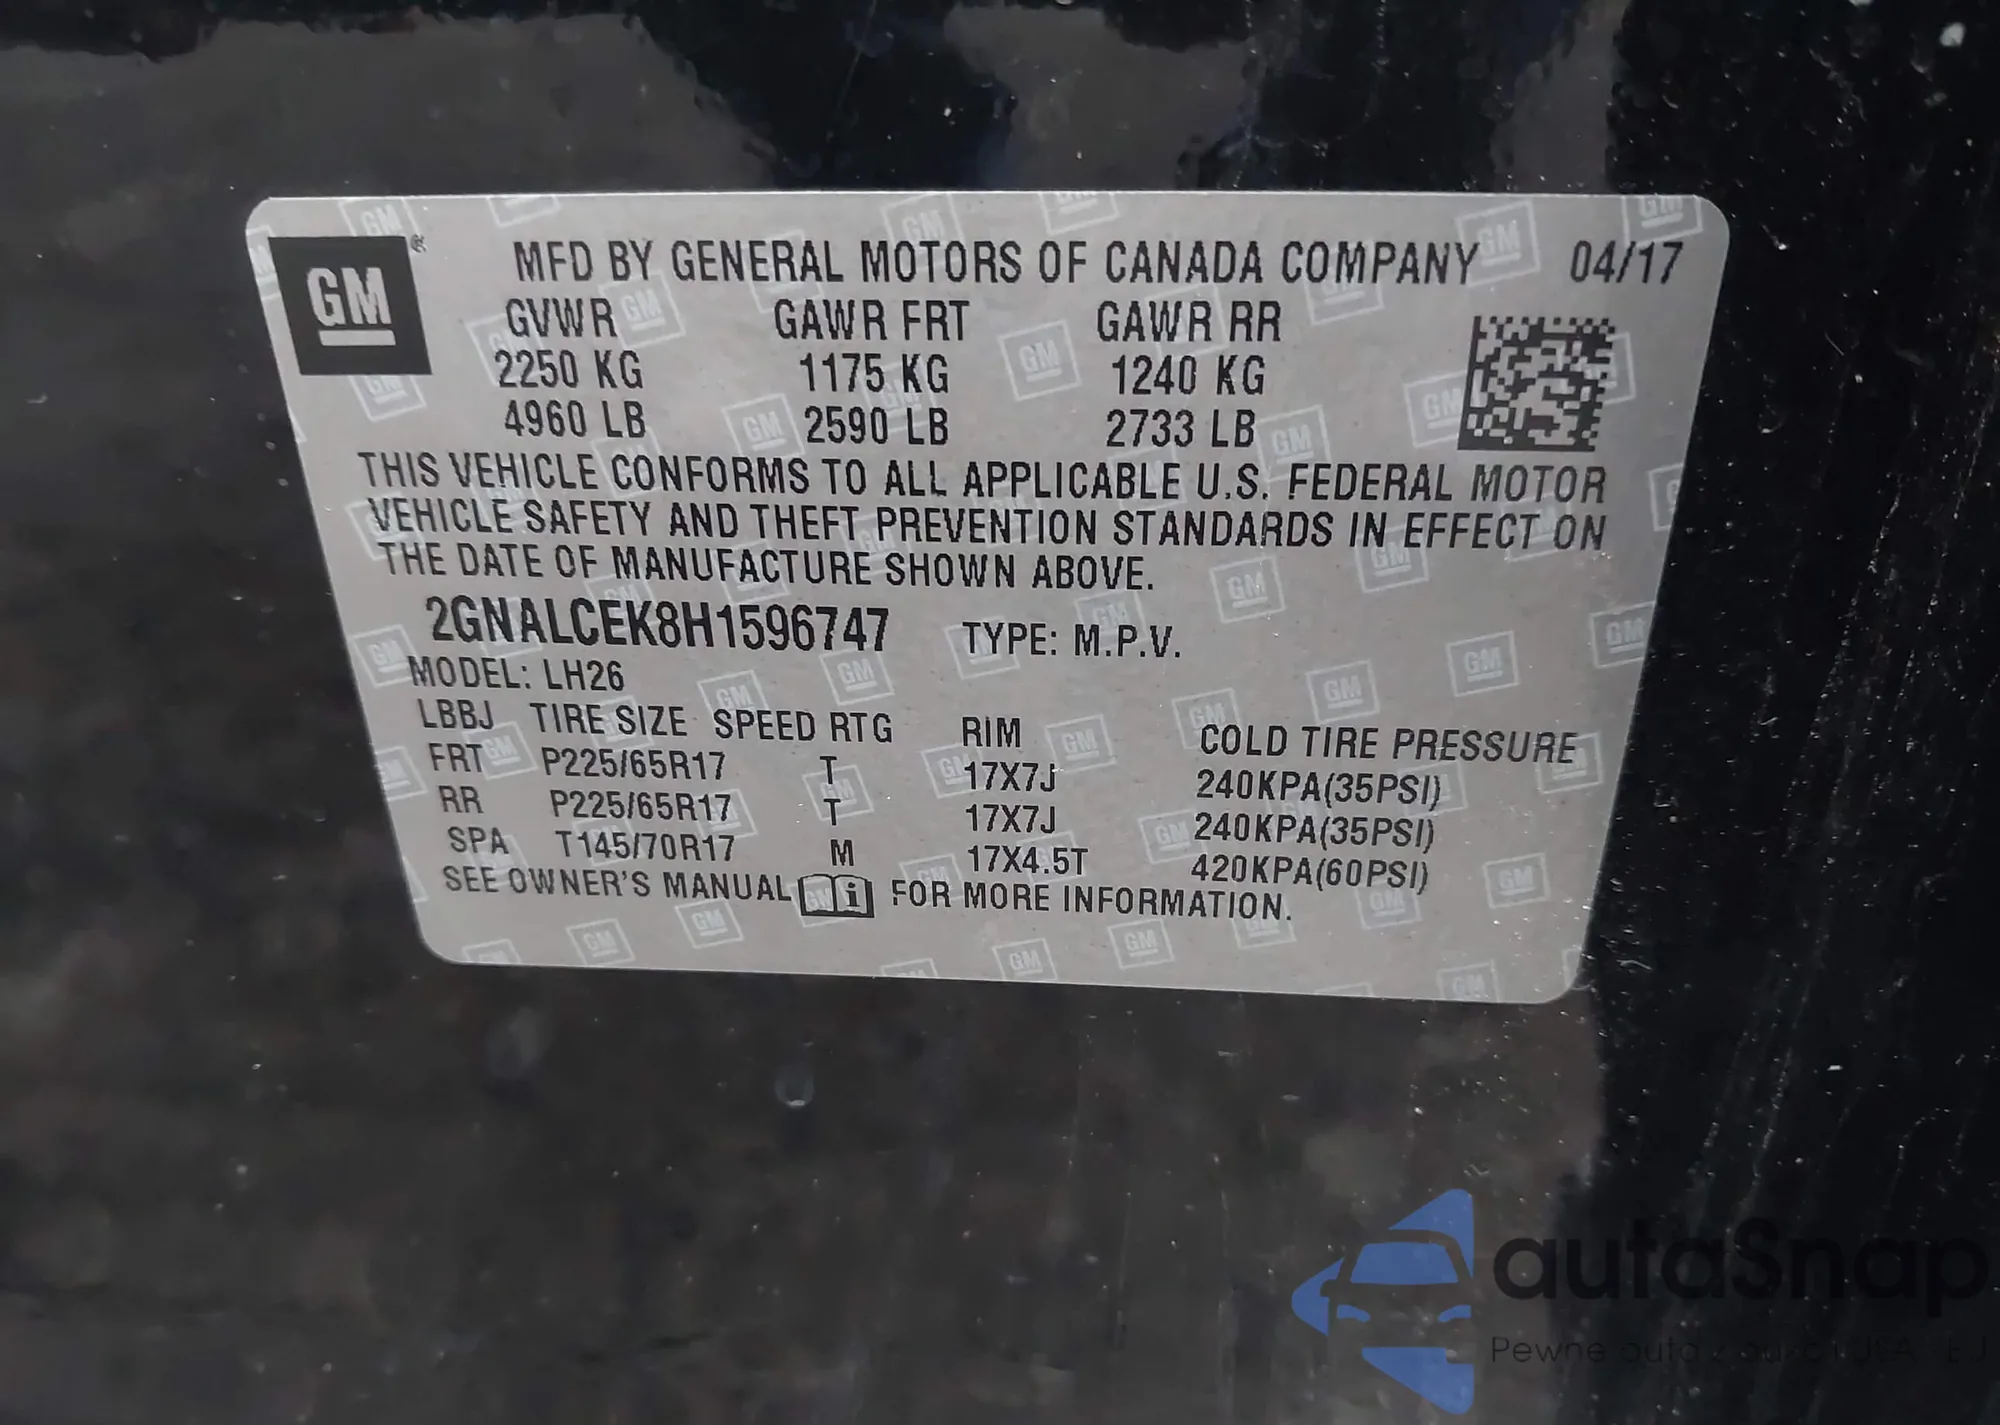 GM
MFD BY GENERAL MOTORS OF CANADA COMPANY 04/17
GVWR GAWR FRT GAWR RR
2250 KG 1175 KG 1240 KG
4960 LB 2590 LB 2733 LB
THIS VEHICLE CONFORMS TO ALL APPLICABLE U.S. FEDERAL MOTOR
VEHICLE SAFETY AND THEFT PREVENTION STANDARDS IN EFFECT ON
THE DATE OF MANUFACTURE SHOWN ABOVE.
2GNALCEK8H1596747 TYPE: M.P.V.
MODEL: LH26
LBBJ TIRE SIZE SPEED RTG RIM COLD TIRE PRESSURE
FRT P225/65R17 T 17X7J 240KPA(35PSI)
RR P225/65R17 T 17X7J 240KPA(35PSI)
SPA T145/70R17 M 17X4.5T 420KPA(60PSI)
SEE OWNER'S MANUAL FOR MORE INFORMATION.
autaSnap
Pewne auta z